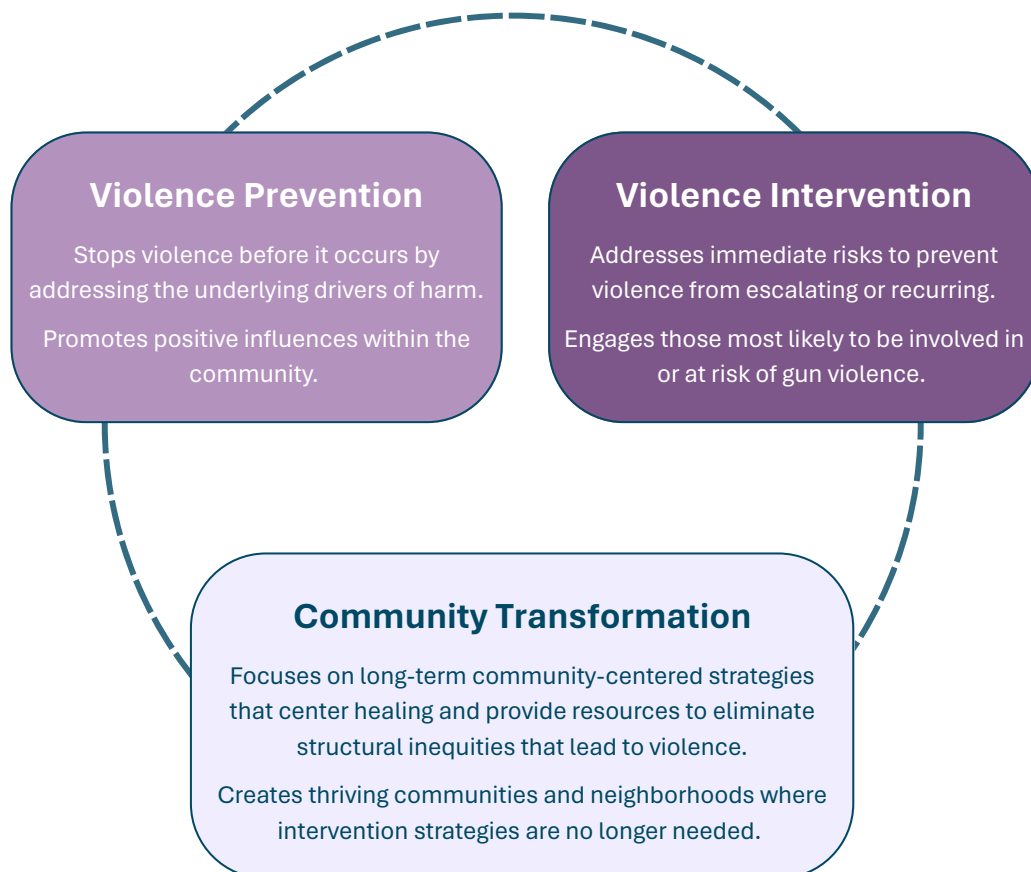 Violence Prevention
Stops violence before it occurs by
addressing the underlying drivers of harm.
Promotes positive influences within the
community.
Violence Intervention
Addresses immediate risks to prevent
violence from escalating or recurring.
Engages those most likely to be involved in
or at risk of gun violence.
Community Transformation
Focuses on long-term community-centered strategies
that center healing and provide resources to eliminate
structural inequities that lead to violence.
Creates thriving communities and neighborhoods where
intervention strategies are no longer needed.